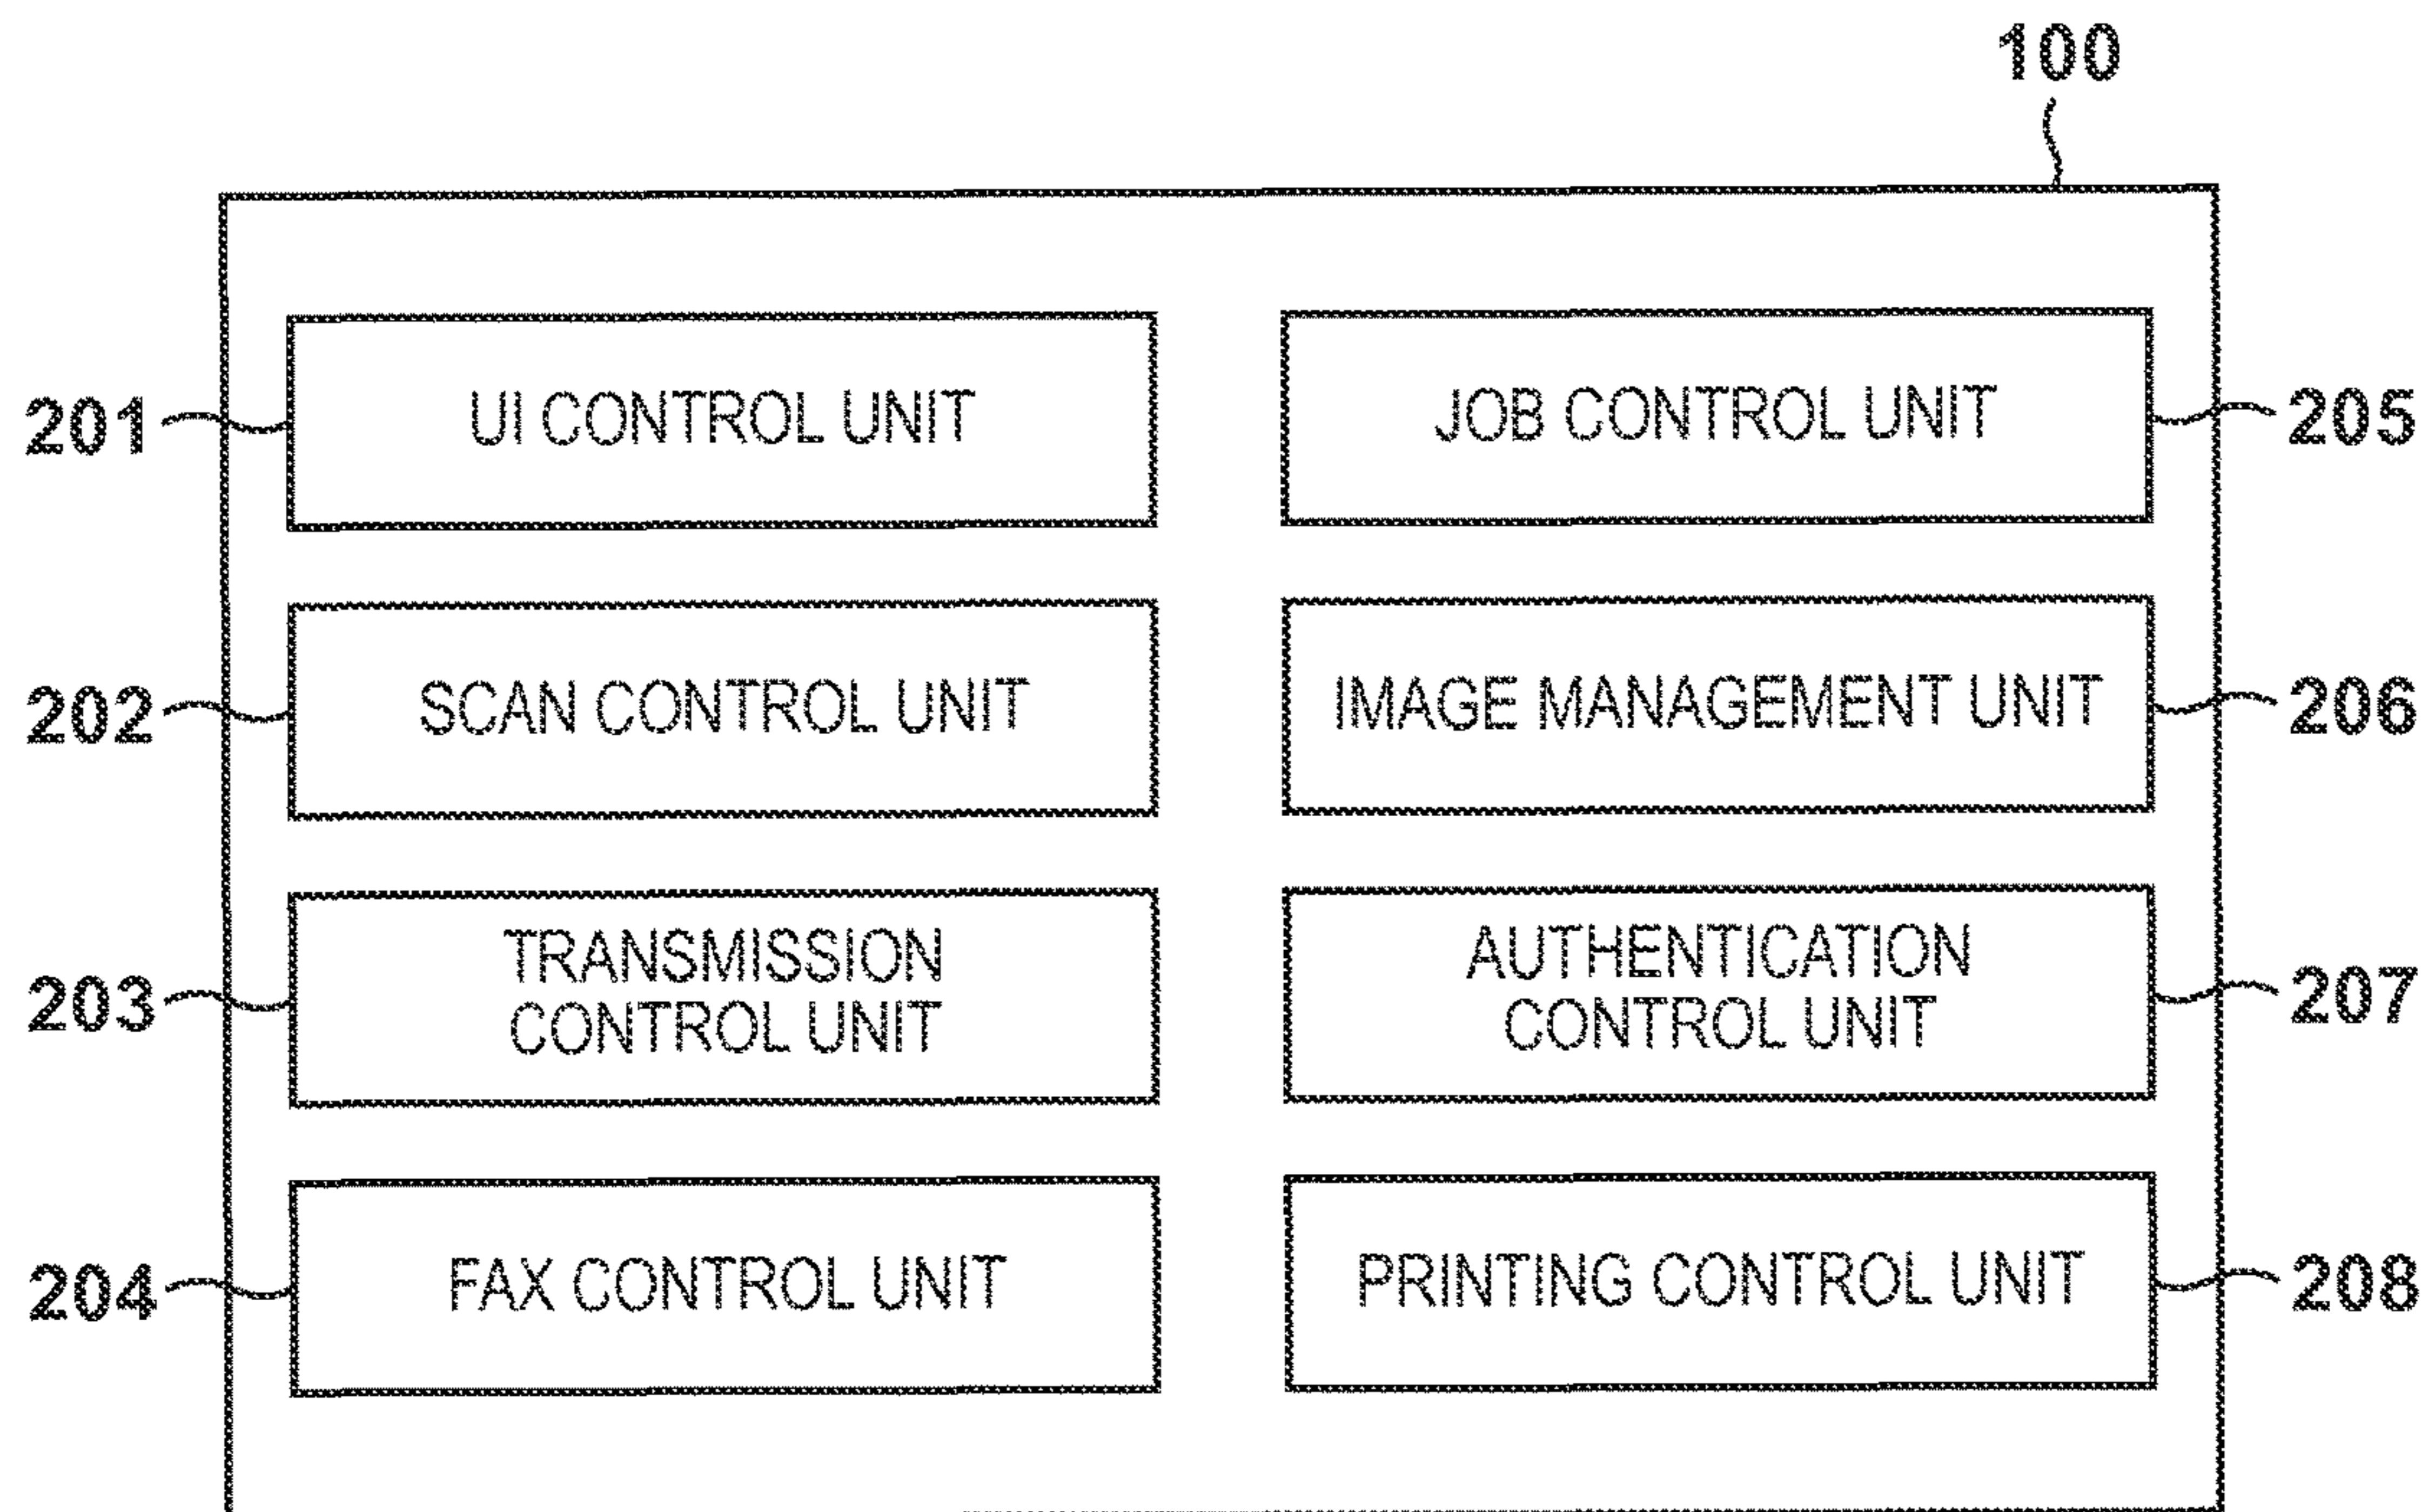 100
201
UI CONTROL UNIT
JOB CONTROL UNIT
205
202
SCAN CONTROL UNIT
IMAGE MANAGEMENT UNIT
206
203
TRANSMISSION
CONTROL UNIT
AUTHENTICATION
CONTROL UNIT
207
204
FAX CONTROL UNIT
PRINTING CONTROL UNIT
208